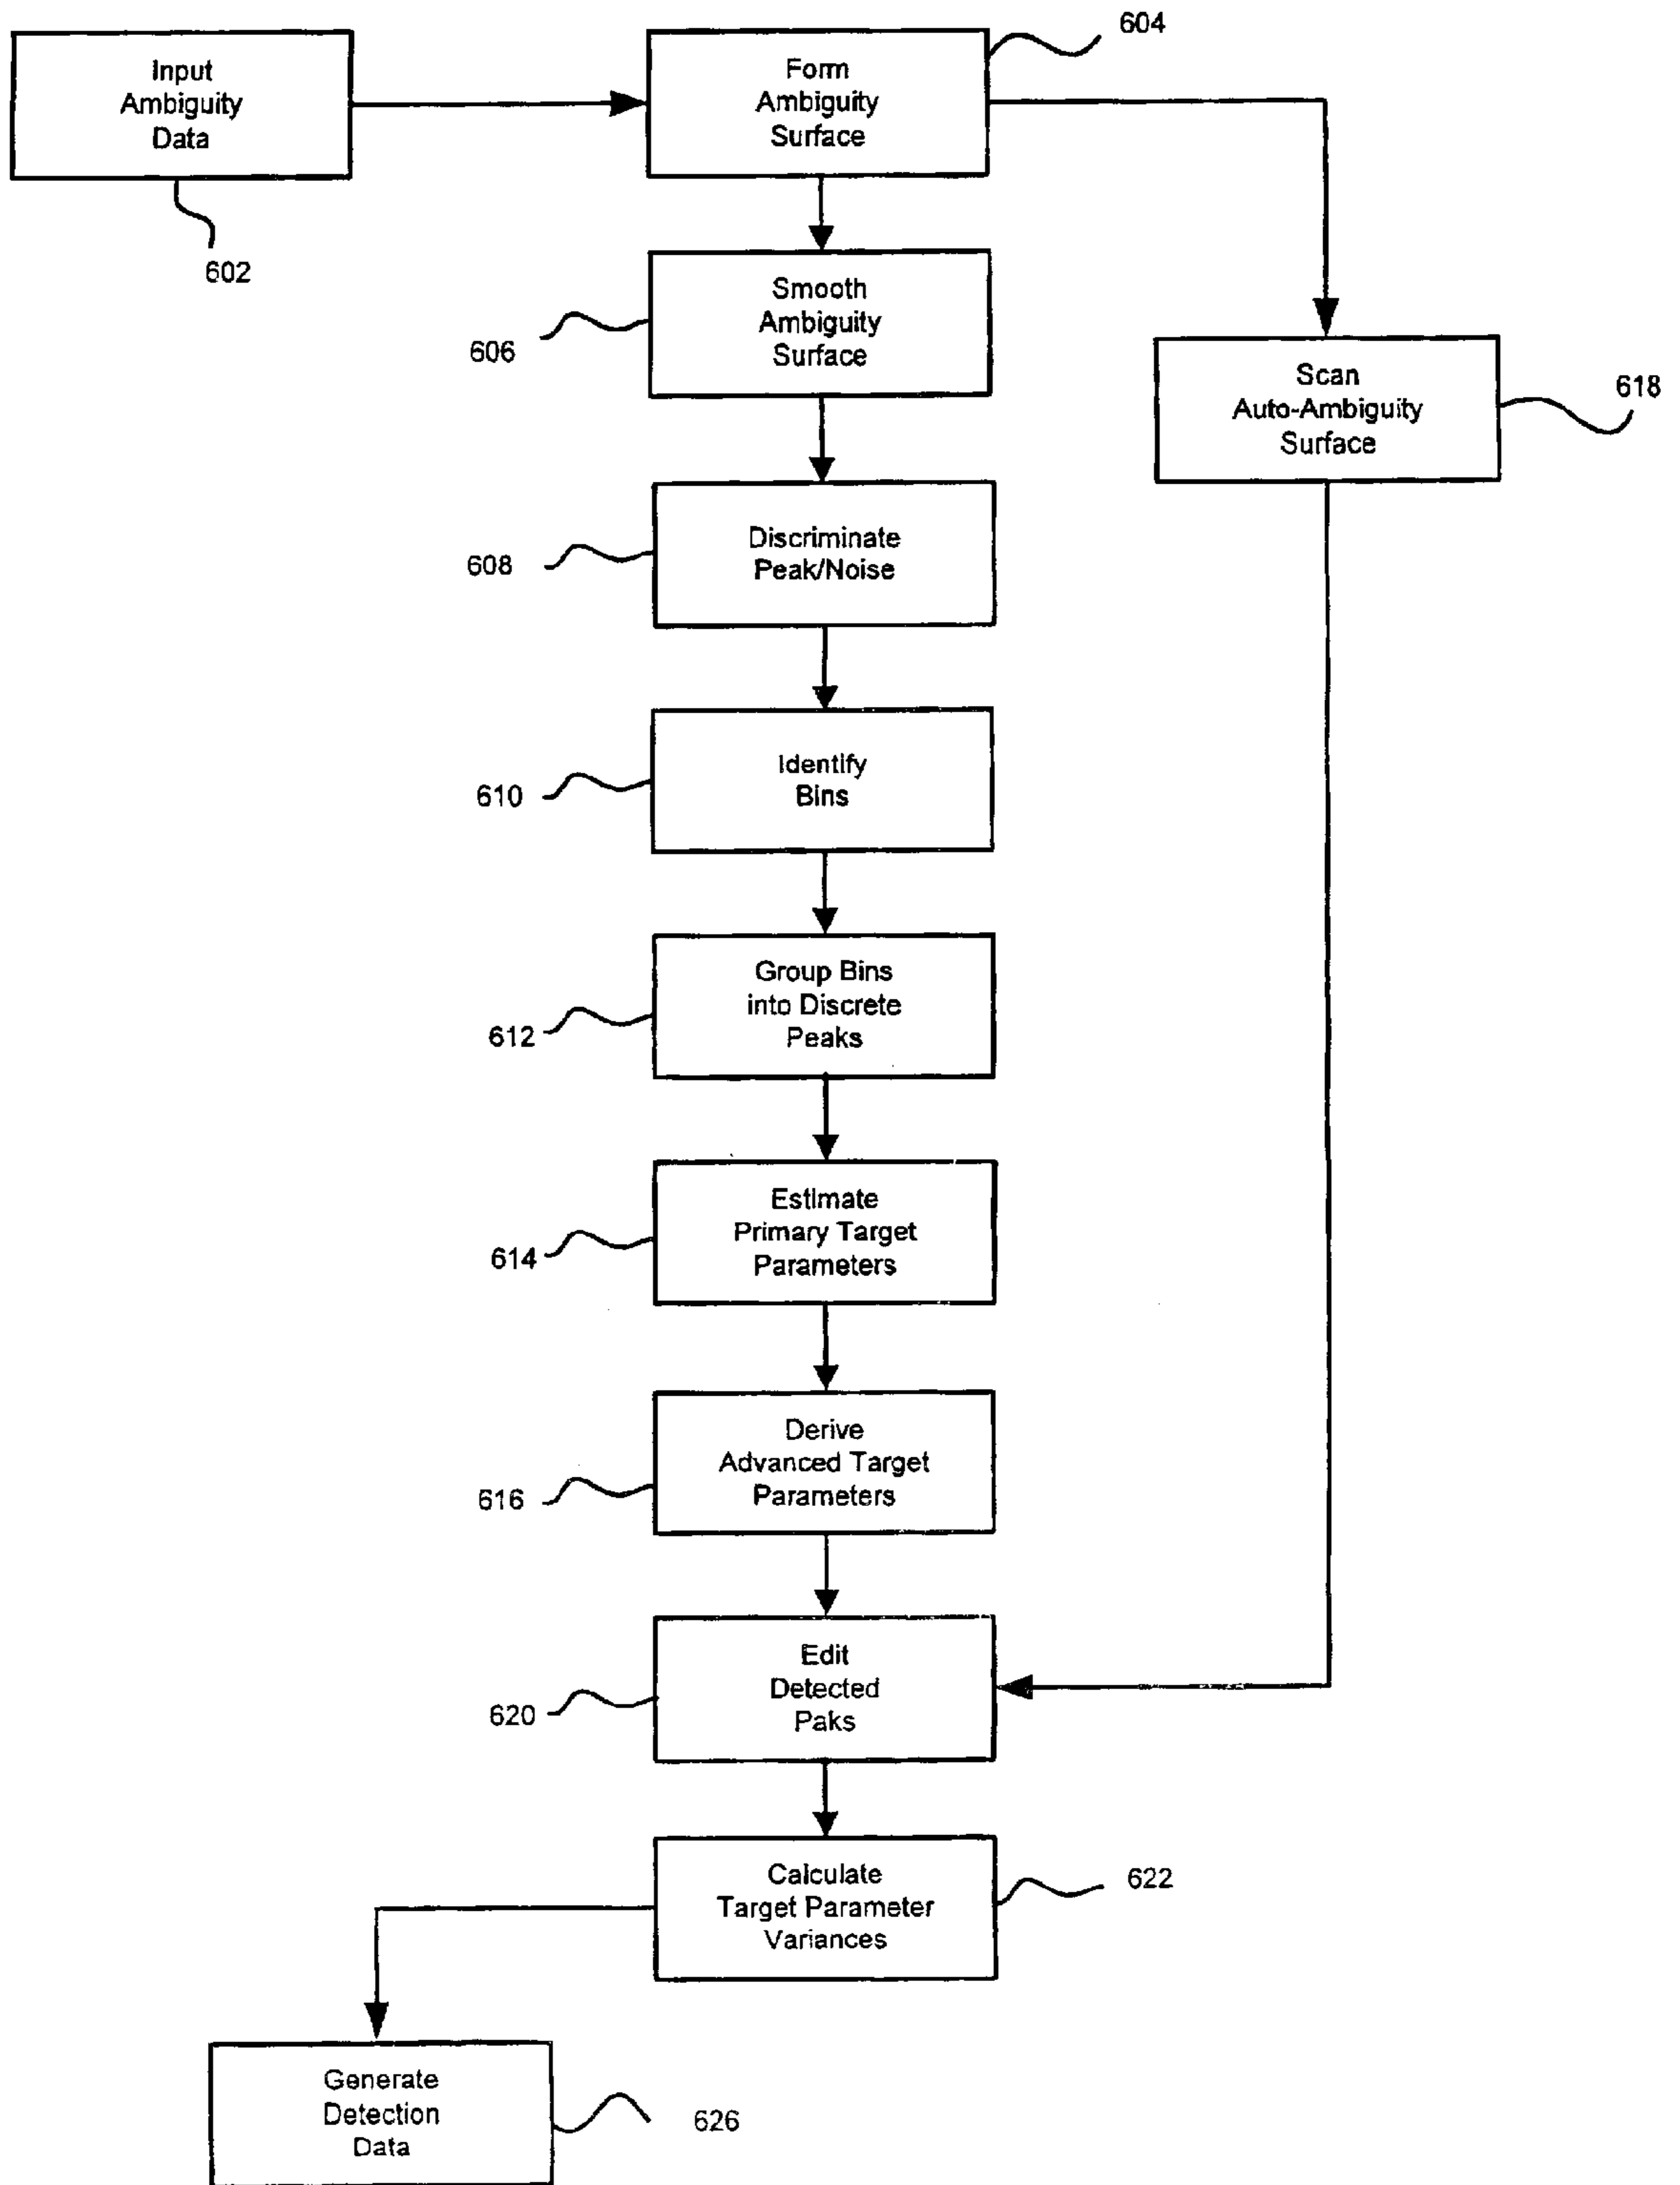 Input
Ambiguity
Data
602
Form
Ambiguity
Surface
604
Smooth
Ambiguity
Surface
606
Scan
Auto-Ambiguity
Surface
618
Discriminate
Peak/Noise
608
Identify
Bins
610
Group Bins
into Discrete
Peaks
612
Estimate
Primary Target
Parameters
614
Derive
Advanced Target
Parameters
616
Edit
Detected
Paks
620
Calculate
Target Parameter
Variances
622
Generate
Detection
Data
626